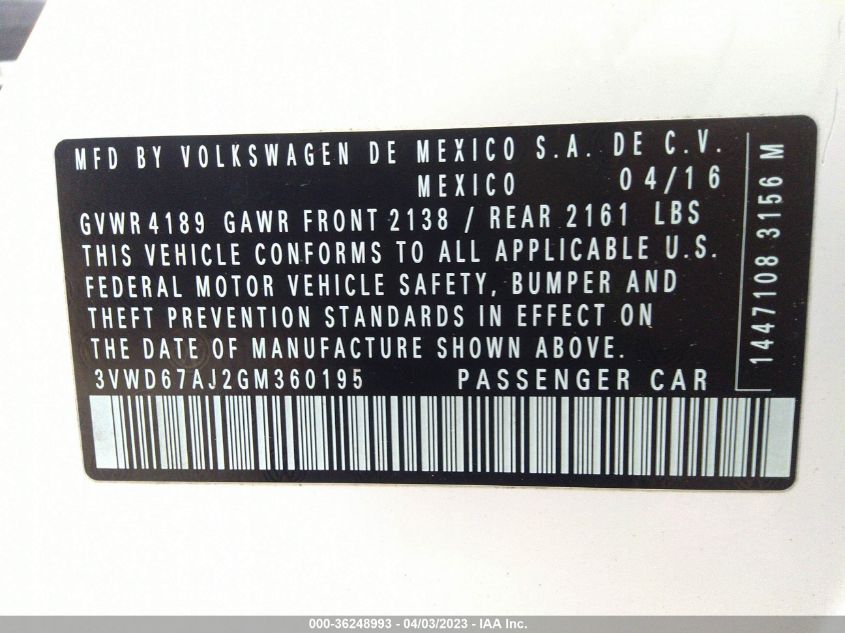 MFD BY VOLKSWAGEN DE MEXICO S.A. DE C.V.
MEXICO 04/16
GVWR 4189 GAWR FRONT 2138 / REAR 2161 LBS
THIS VEHICLE CONFORMS TO ALL APPLICABLE U.S.
FEDERAL MOTOR VEHICLE SAFETY, BUMPER AND
THEFT PREVENTION STANDARDS IN EFFECT ON
THE DATE OF MANUFACTURE SHOWN ABOVE.
3VWD67AJ2GM360195 PASSENGER CAR
1447108 3156 M
000-36248993 - 04/03/2023 - IAA Inc.